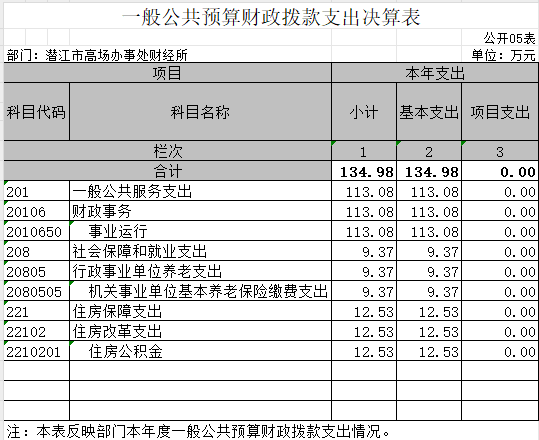 一般公共预算财政拨款支出决算表
公开05表
部门：潜江市高场办事处财经所 单位：万元
项目 本年支出
科目代码 科目名称 小计 基本支出 项目支出
栏次 1 2 3
合计 134.98 134.98 0.00
201 一般公共服务支出 113.08 113.08 0.00
20106 财政事务 113.08 113.08 0.00
2010650 事业运行 113.08 113.08 0.00
208 社会保障和就业支出 9.37 9.37 0.00
20805 行政事业单位养老支出 9.37 9.37 0.00
2080505 机关事业单位基本养老保险缴费支出 9.37 9.37 0.00
221 住房保障支出 12.53 12.53 0.00
22102 住房改革支出 12.53 12.53 0.00
2210201 住房公积金 12.53 12.53 0.00
注：本表反映部门本年度一般公共预算财政拨款支出情况。